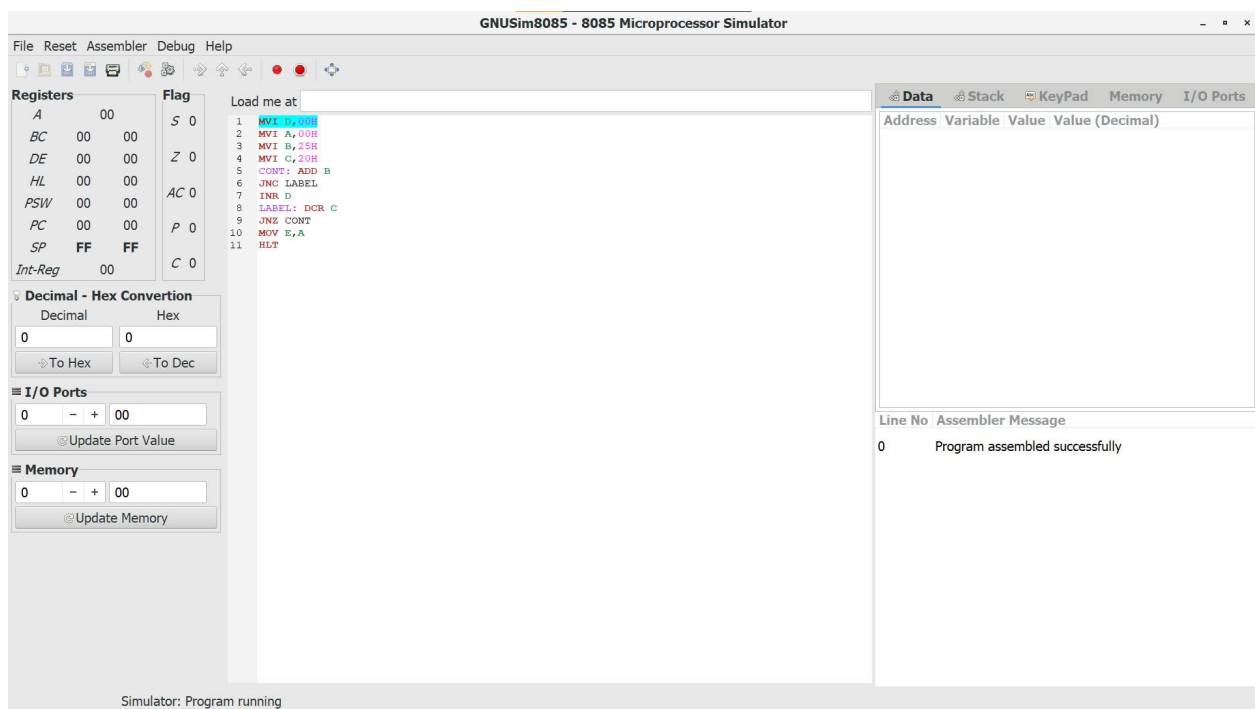 GNUSim8085 - 8085 Microprocessor Simulator
File Reset Assembler Debug Help
Registers
A 00
BC 00 00
DE 00 00
HL 00 00
PSW 00 00
PC 00 00
SP FF FF
Int-Reg 00
Flag
S 0
Z 0
AC 0
P 0
C 0
Decimal - Hex Convertion
Decimal Hex
0 0
To Hex To Dec
I/O Ports
0 - + 00
Update Port Value
Memory
0 - + 00
Update Memory
Load me at
1 MVI D,00H
2 MVI A,00H
3 MVI B,25H
4 MVI C,20H
5 CONT: ADD B
6 JNC LABEL
7 INR D
8 LABEL: DCR C
9 JNZ CONT
10 MOV E,A
11 HLT
Data Stack KeyPad Memory I/O Ports
Address Variable Value Value (Decimal)
Line No Assembler Message
0 Program assembled successfully
Simulator: Program running